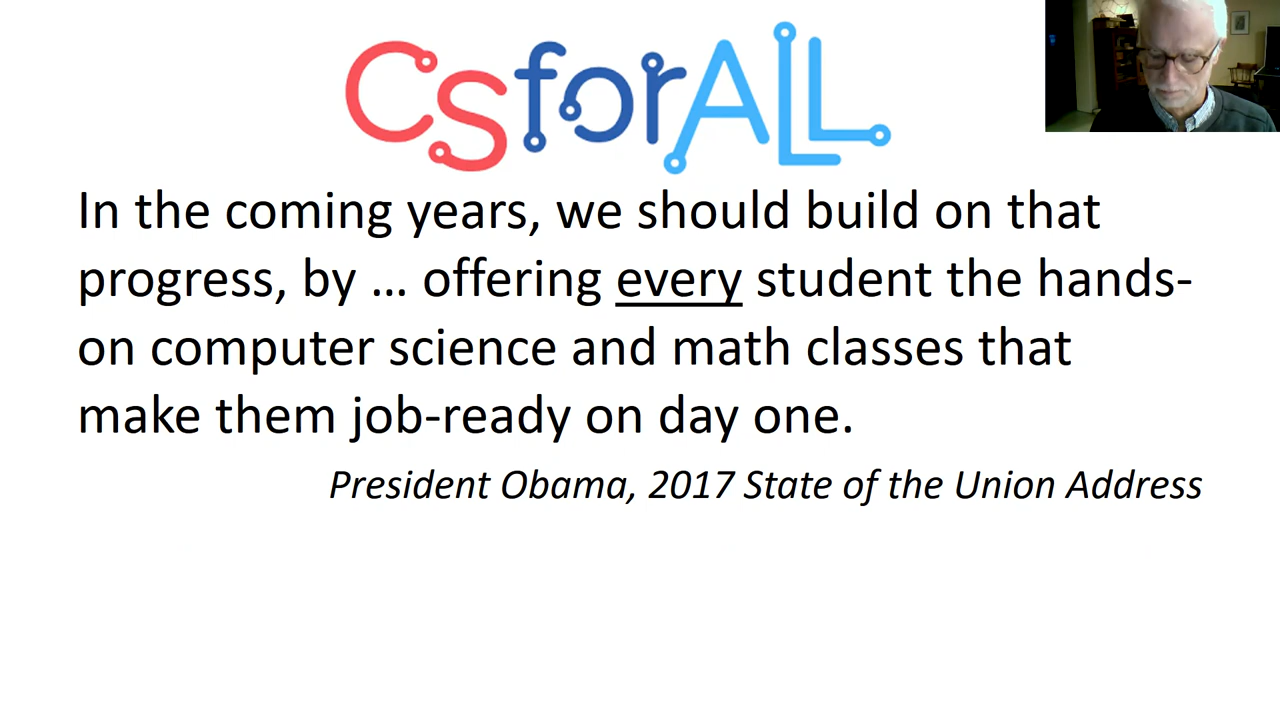 CSforALL
In the coming years, we should build on that
progress, by … offering every student the hands-
on computer science and math classes that
make them job-ready on day one.
President Obama, 2017 State of the Union Address